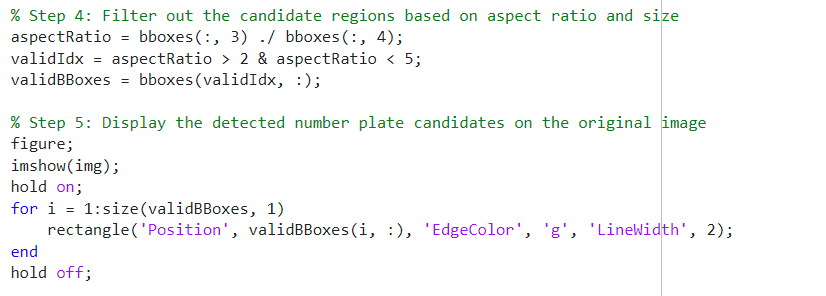 % Step 4: Filter out the candidate regions based on aspect ratio and size
aspectRatio = bboxes(:, 3) ./ bboxes(:, 4);
validIdx = aspectRatio > 2 & aspectRatio < 5;
validBBoxes = bboxes(validIdx, :);

% Step 5: Display the detected number plate candidates on the original image
figure;
imshow(img);
hold on;
for i = 1:size(validBBoxes, 1)
    rectangle('Position', validBBoxes(i, :), 'EdgeColor', 'g', 'LineWidth', 2);
end
hold off;